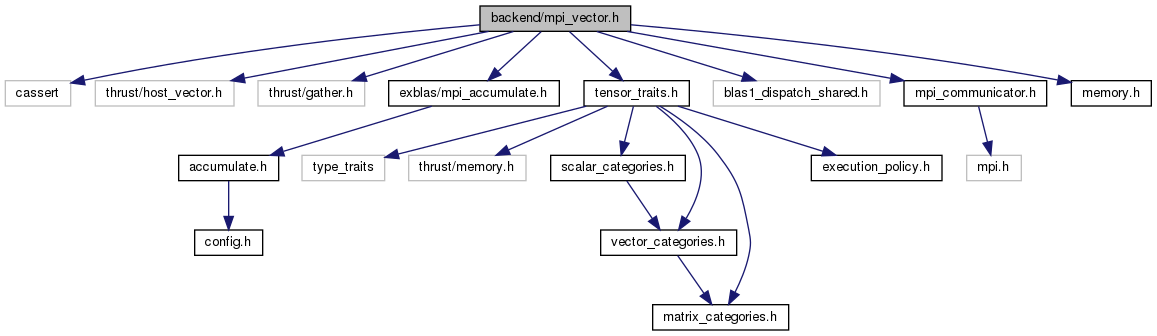 backend/mpi_vector.h
cassert
thrust/host_vector.h
thrust/gather.h
exblas/mpi_accumulate.h
tensor_traits.h
blas1_dispatch_shared.h
mpi_communicator.h
memory.h
accumulate.h
type_traits
thrust/memory.h
scalar_categories.h
execution_policy.h
mpi.h
config.h
vector_categories.h
matrix_categories.h